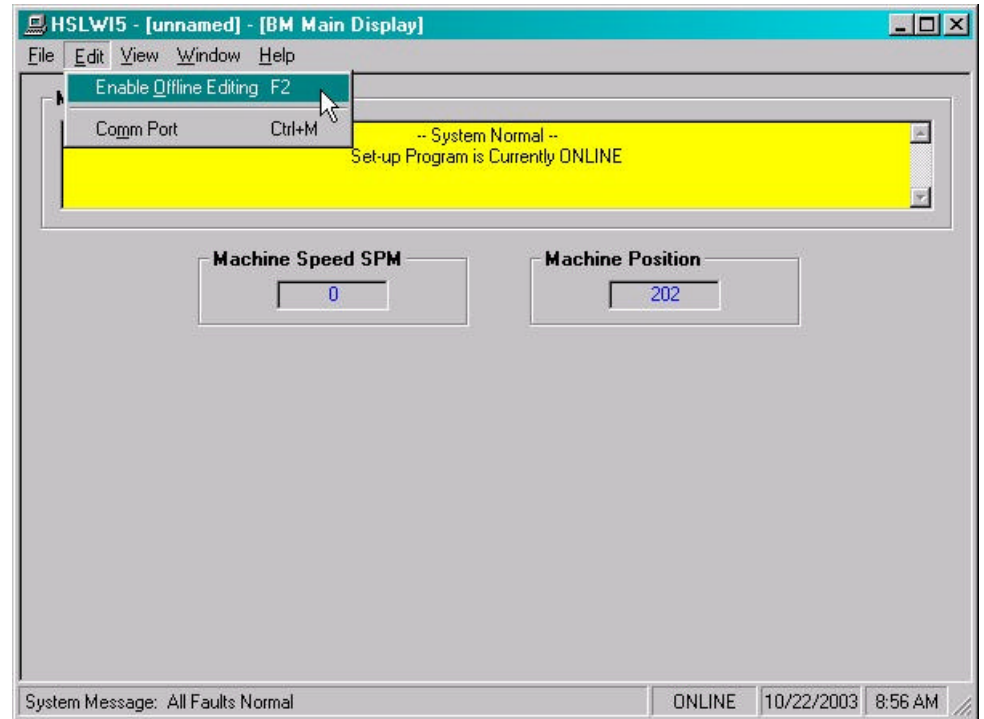 HSLWI5 - [unnamed] - [BM Main Display]
File Edit View Window Help
Enable Offline Editing F2
Comm Port Ctrl+M
-- System Normal --
Set-up Program is Currently ONLINE
Machine Speed SPM
0
Machine Position
202
System Message: All Faults Normal
ONLINE
10/22/2003
8:56 AM